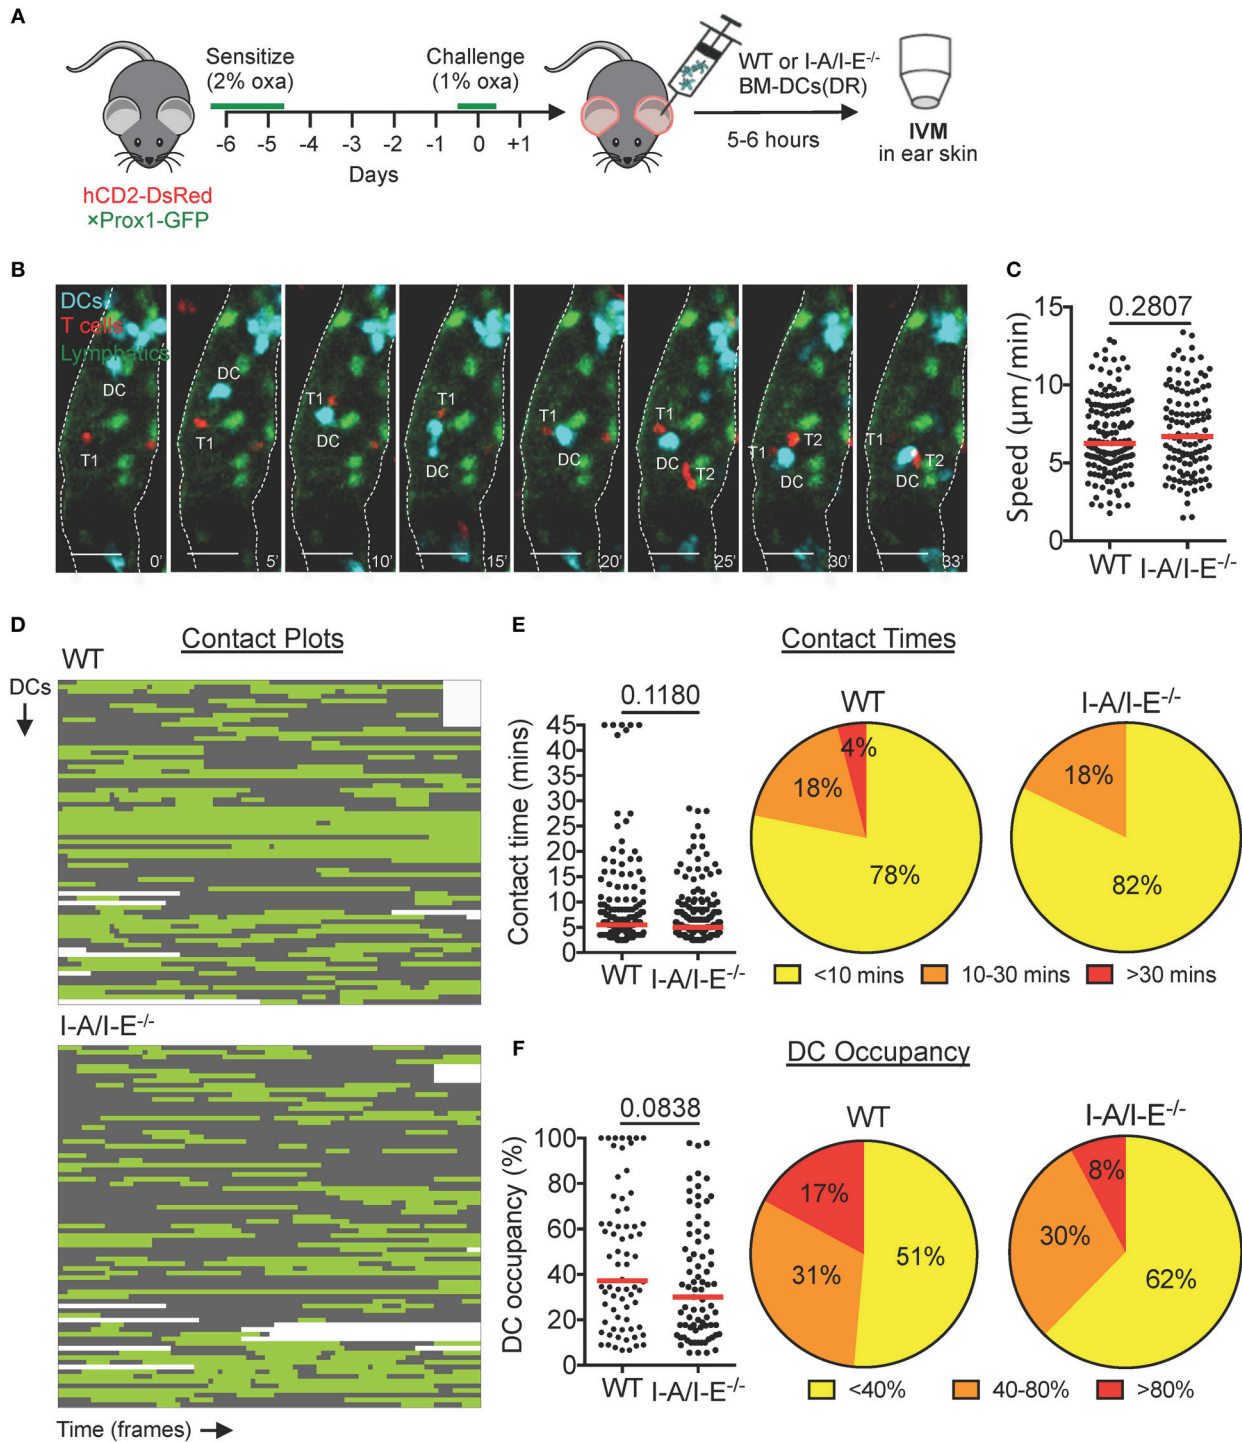 A
Sensitize
(2% oxa)
Challenge
(1% oxa)
-6 -5 -4 -3 -2 -1 0 +1
Days
hCD2-DsRed
×Prox1-GFP
WT or I-A/I-E-/-
BM-DCs(DR)
5-6 hours
IVM
in ear skin
B
DCs
T cells
Lymphatics
DC
T1
0'
DC
T1
5'
T1
DC
10'
T1
DC
15'
T1
DC
20'
T1
DC
T2
25'
T1
T2
DC
30'
T1
T2
DC
33'
C
0.2807
Speed (µm/min)
15
10
5
0
WT I-A/I-E-/-
D
Contact Plots
WT
DCs
I-A/I-E-/-
Time (frames)
E
Contact Times
0.1180
Contact time (mins)
45
40
35
30
25
20
15
10
5
0
WT I-A/I-E-/-
WT
4%
18%
78%
I-A/I-E-/-
18%
82%
<10 mins 10-30 mins >30 mins
F
DC Occupancy
0.0838
DC occupancy (%)
100
80
60
40
20
0
WT I-A/I-E-/-
WT
17%
51%
31%
I-A/I-E-/-
8%
30%
62%
<40% 40-80% >80%